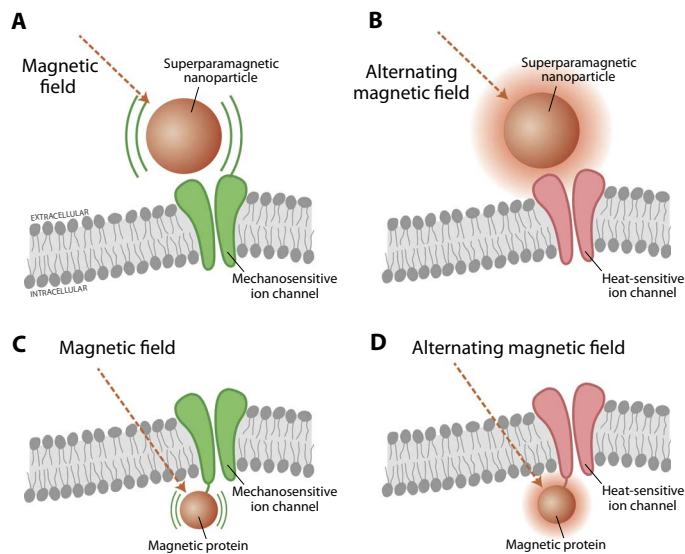 A
Magnetic
field
Superparamagnetic
nanoparticle
EXTRACELLULAR
INTRACELLULAR
Mechanosensitive
ion channel
B
Alternating
magnetic field
Superparamagnetic
nanoparticle
Heat-sensitive
ion channel
C
Magnetic field
Mechanosensitive
ion channel
Magnetic protein
D
Alternating magnetic field
Heat-sensitive
ion channel
Magnetic protein